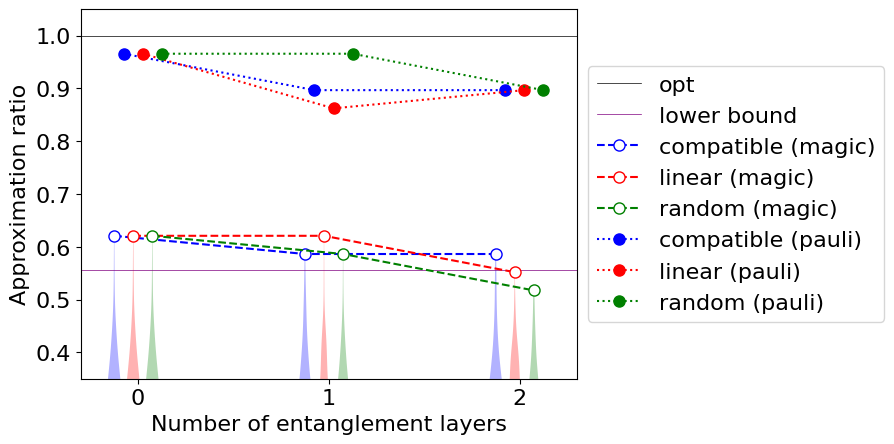 1.0
0.9
0.8
0.7
0.6
0.5
0.4
Approximation ratio
0 1 2
Number of entanglement layers
opt
lower bound
compatible (magic)
linear (magic)
random (magic)
compatible (pauli)
linear (pauli)
random (pauli)